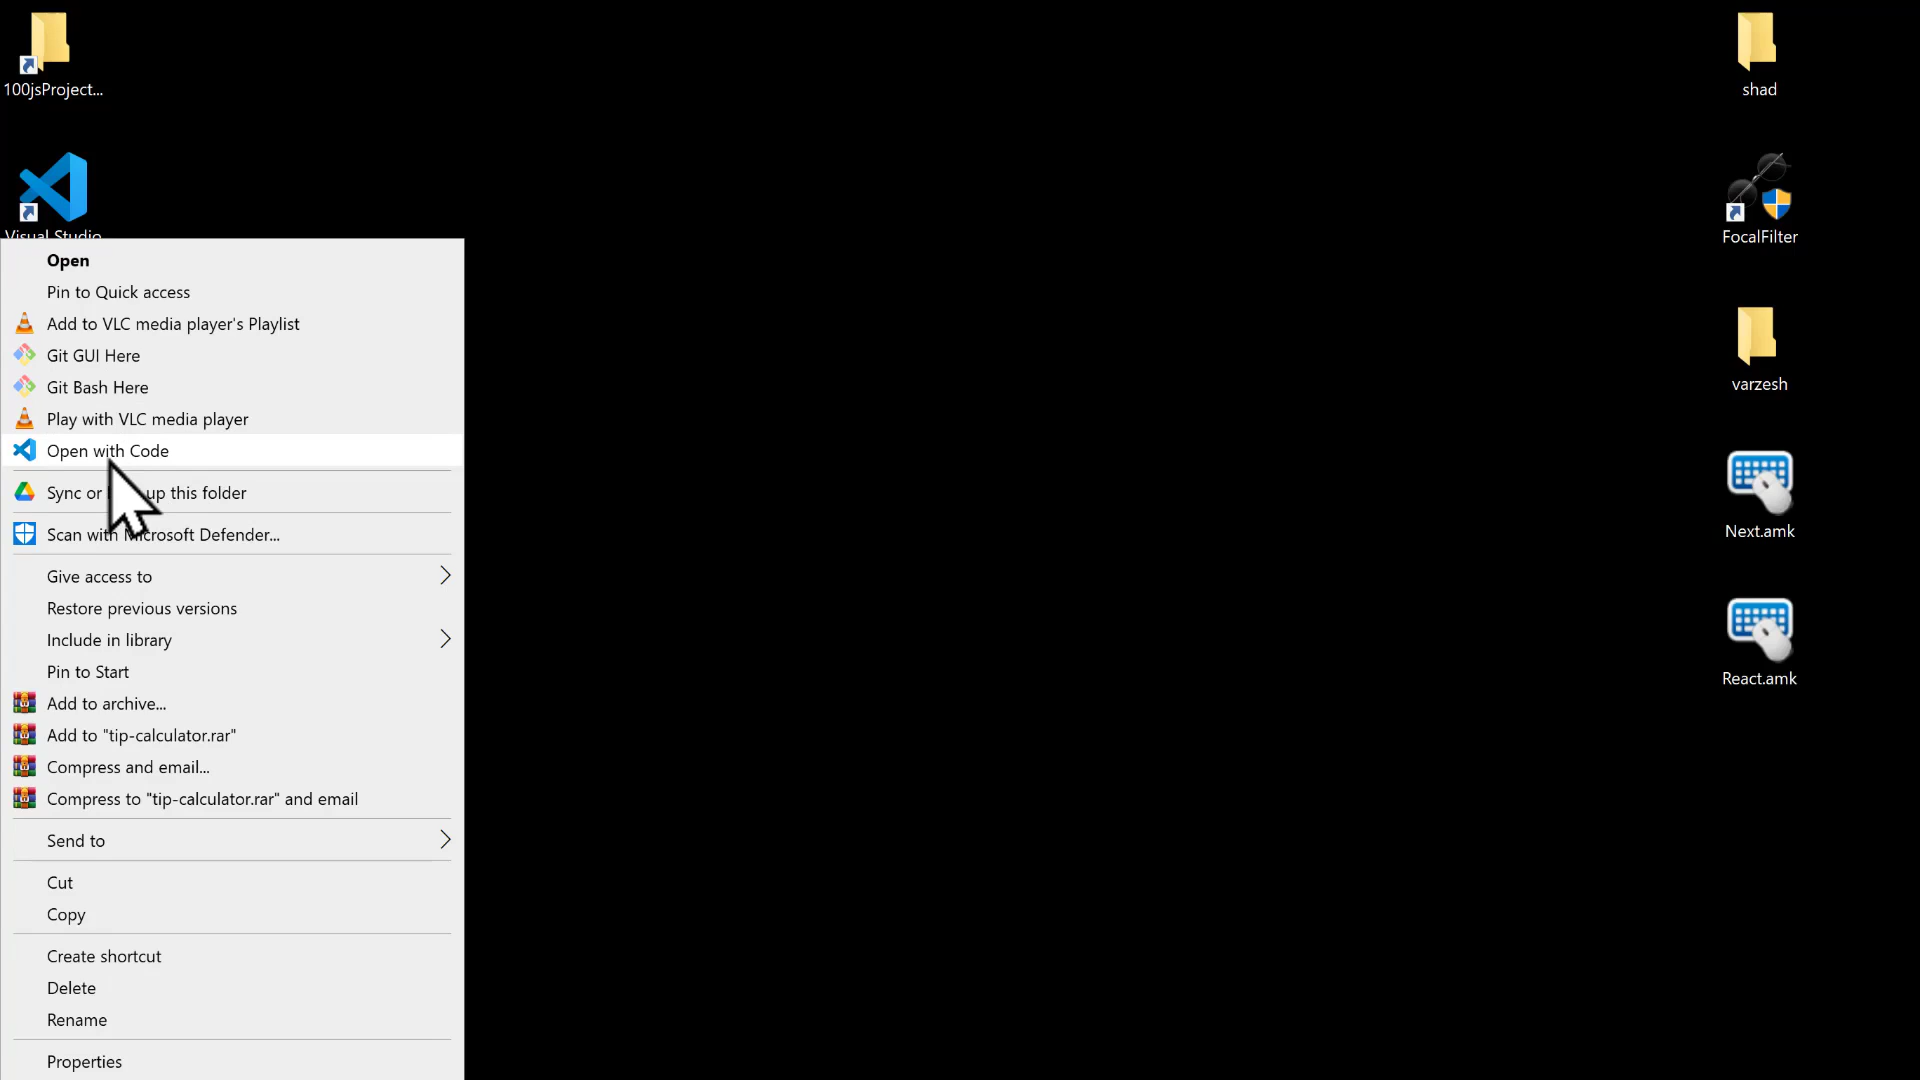 100jsProject...
Visual Studio
Open
Pin to Quick access
Add to VLC media player's Playlist
Git GUI Here
Git Bash Here
Play with VLC media player
Open with Code
Sync or up this folder
Scan with Microsoft Defender...
Give access to
Restore previous versions
Include in library
Pin to Start
Add to archive...
Add to "tip-calculator.rar"
Compress and email...
Compress to "tip-calculator.rar" and email
Send to
Cut
Copy
Create shortcut
Delete
Rename
Properties
shad
FocalFilter
varzesh
Next.amk
React.amk